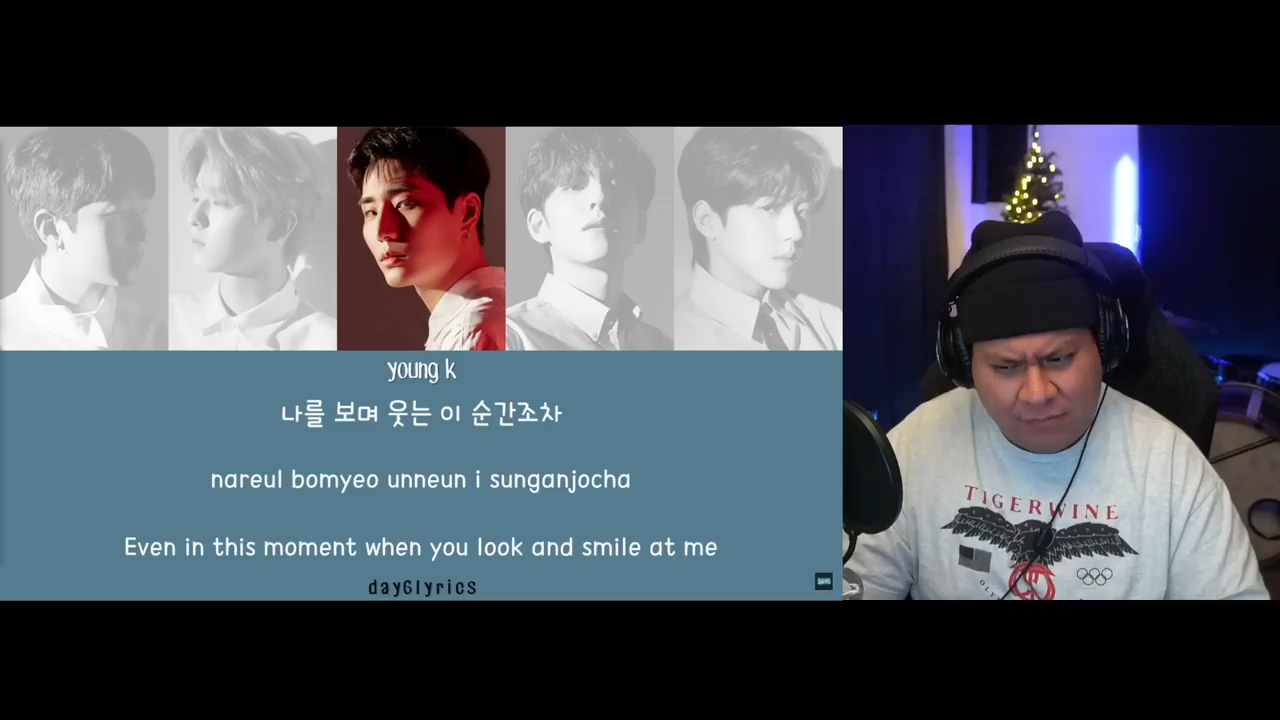 young k
나를 보며 웃는 이 순간조차
nareul bomyeo unneun i sunganjocha
Even in this moment when you look and smile at me
day6lyrics
DAY6
TIGERWINE